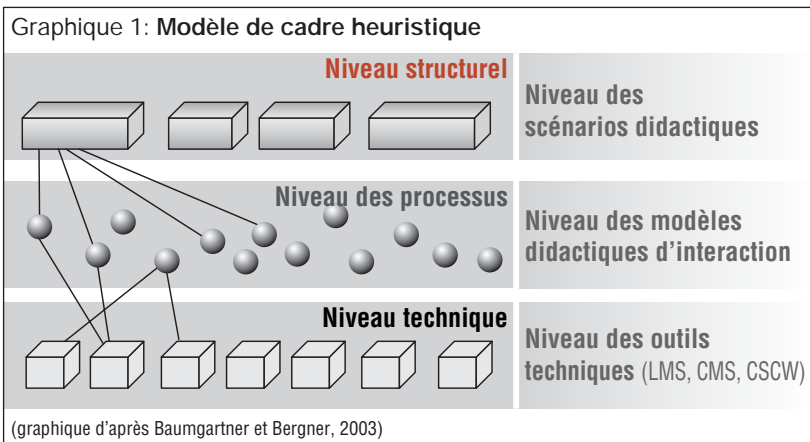 Graphique 1: Modèle de cadre heuristique
Niveau structurel
Niveau des
scénarios didactiques
Niveau des processus
Niveau des modèles
didactiques d'interaction
Niveau technique
Niveau des outils
techniques (LMS, CMS, CSCW)
(graphique d'après Baumgartner et Bergner, 2003)